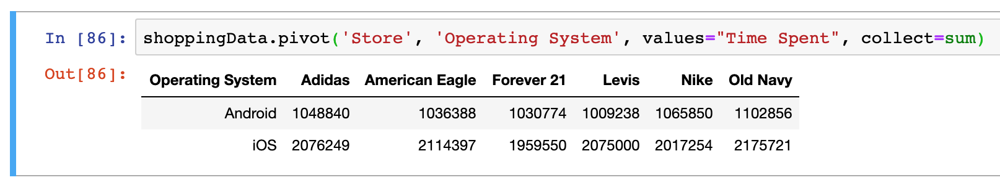 In [86]: shoppingData.pivot('Store', 'Operating System', values="Time Spent", collect=sum)
Out[86]:
Operating System Adidas American Eagle Forever 21 Levis Nike Old Navy
Android 1048840 1036388 1030774 1009238 1065850 1102856
iOS 2076249 2114397 1959550 2075000 2017254 2175721